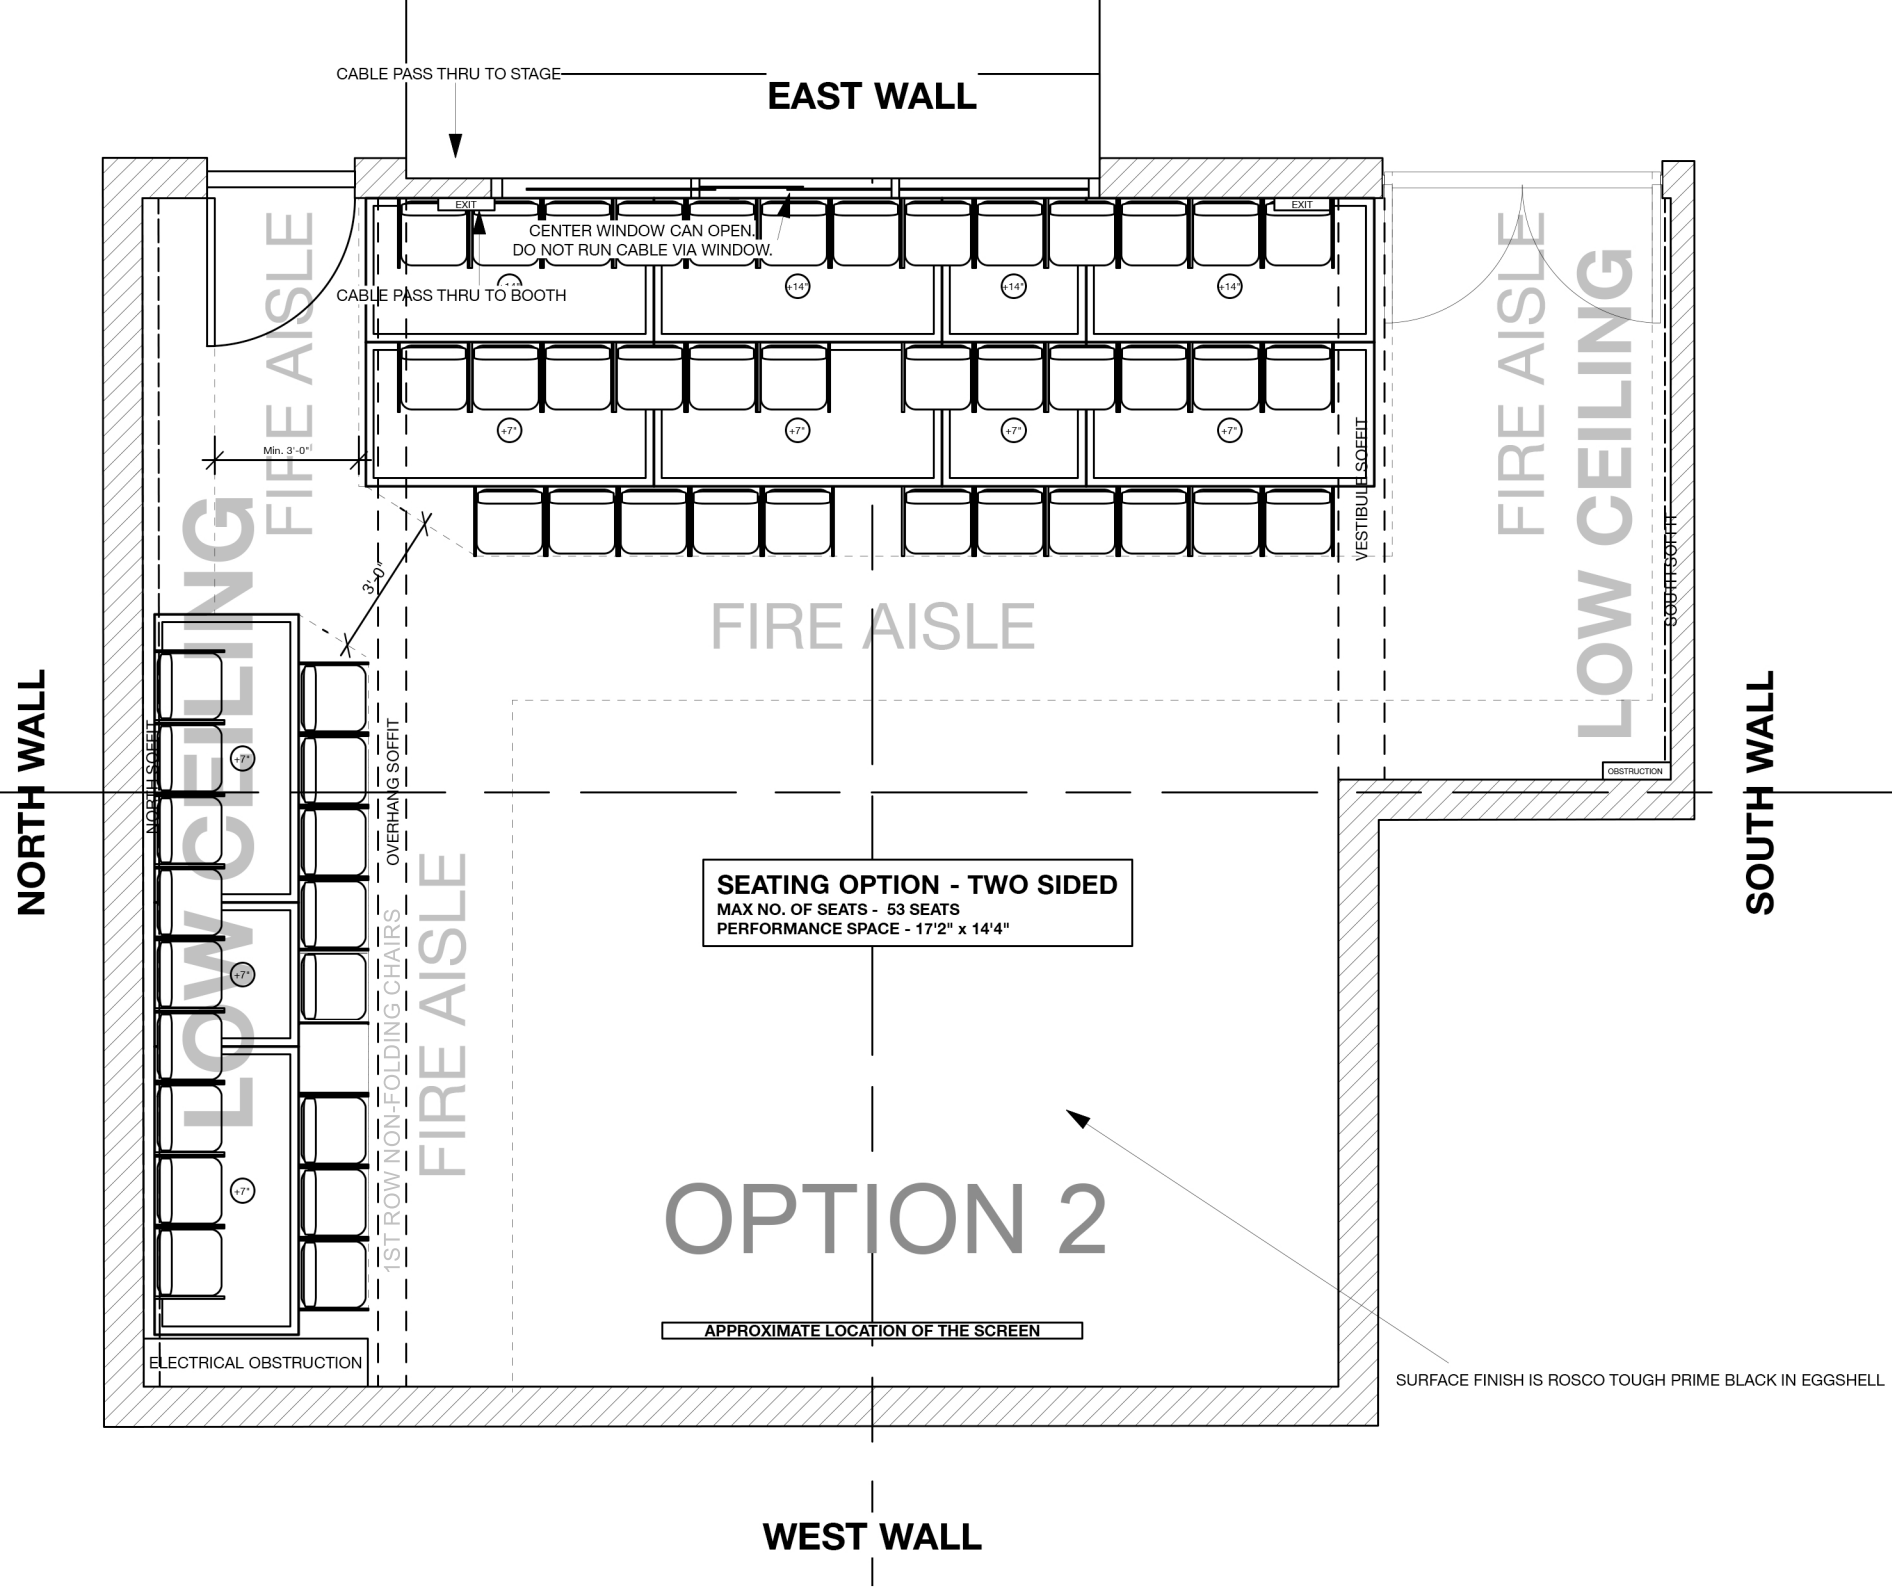 CABLE PASS THRU TO STAGE
EAST WALL
EXIT
EXIT
CENTER WINDOW CAN OPEN.
DO NOT RUN CABLE VIA WINDOW.
CABLE PASS THRU TO BOOTH
+14"
+14"
+14"
+7"
+7"
+7"
+7"
Min. 3'-0"
3'-0"
FIRE AISLE
FIRE AISLE
LOW CEILING
VESTIBULE SOFFIT
SOUTH SOFFIT
FIRE AISLE
LOW CEILING
NORTH WALL
NORTH SOFFIT
+7"
+7"
+7"
OVERHANG SOFFIT
1ST ROW NON-FOLDING CHAIRS
FIRE AISLE
OBSTRUCTION
SOUTH WALL
SEATING OPTION - TWO SIDED
MAX NO. OF SEATS - 53 SEATS
PERFORMANCE SPACE - 17'2" x 14'4"
OPTION 2
APPROXIMATE LOCATION OF THE SCREEN
ELECTRICAL OBSTRUCTION
SURFACE FINISH IS ROSCO TOUGH PRIME BLACK IN EGGSHELL
WEST WALL